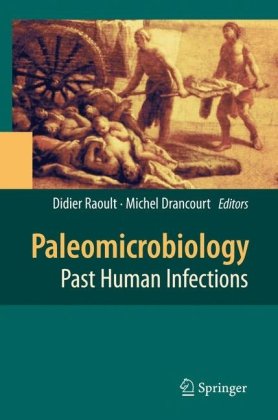 Didier Raoult · Michel Drancourt Editors
Paleomicrobiology
Past Human Infections
Springer